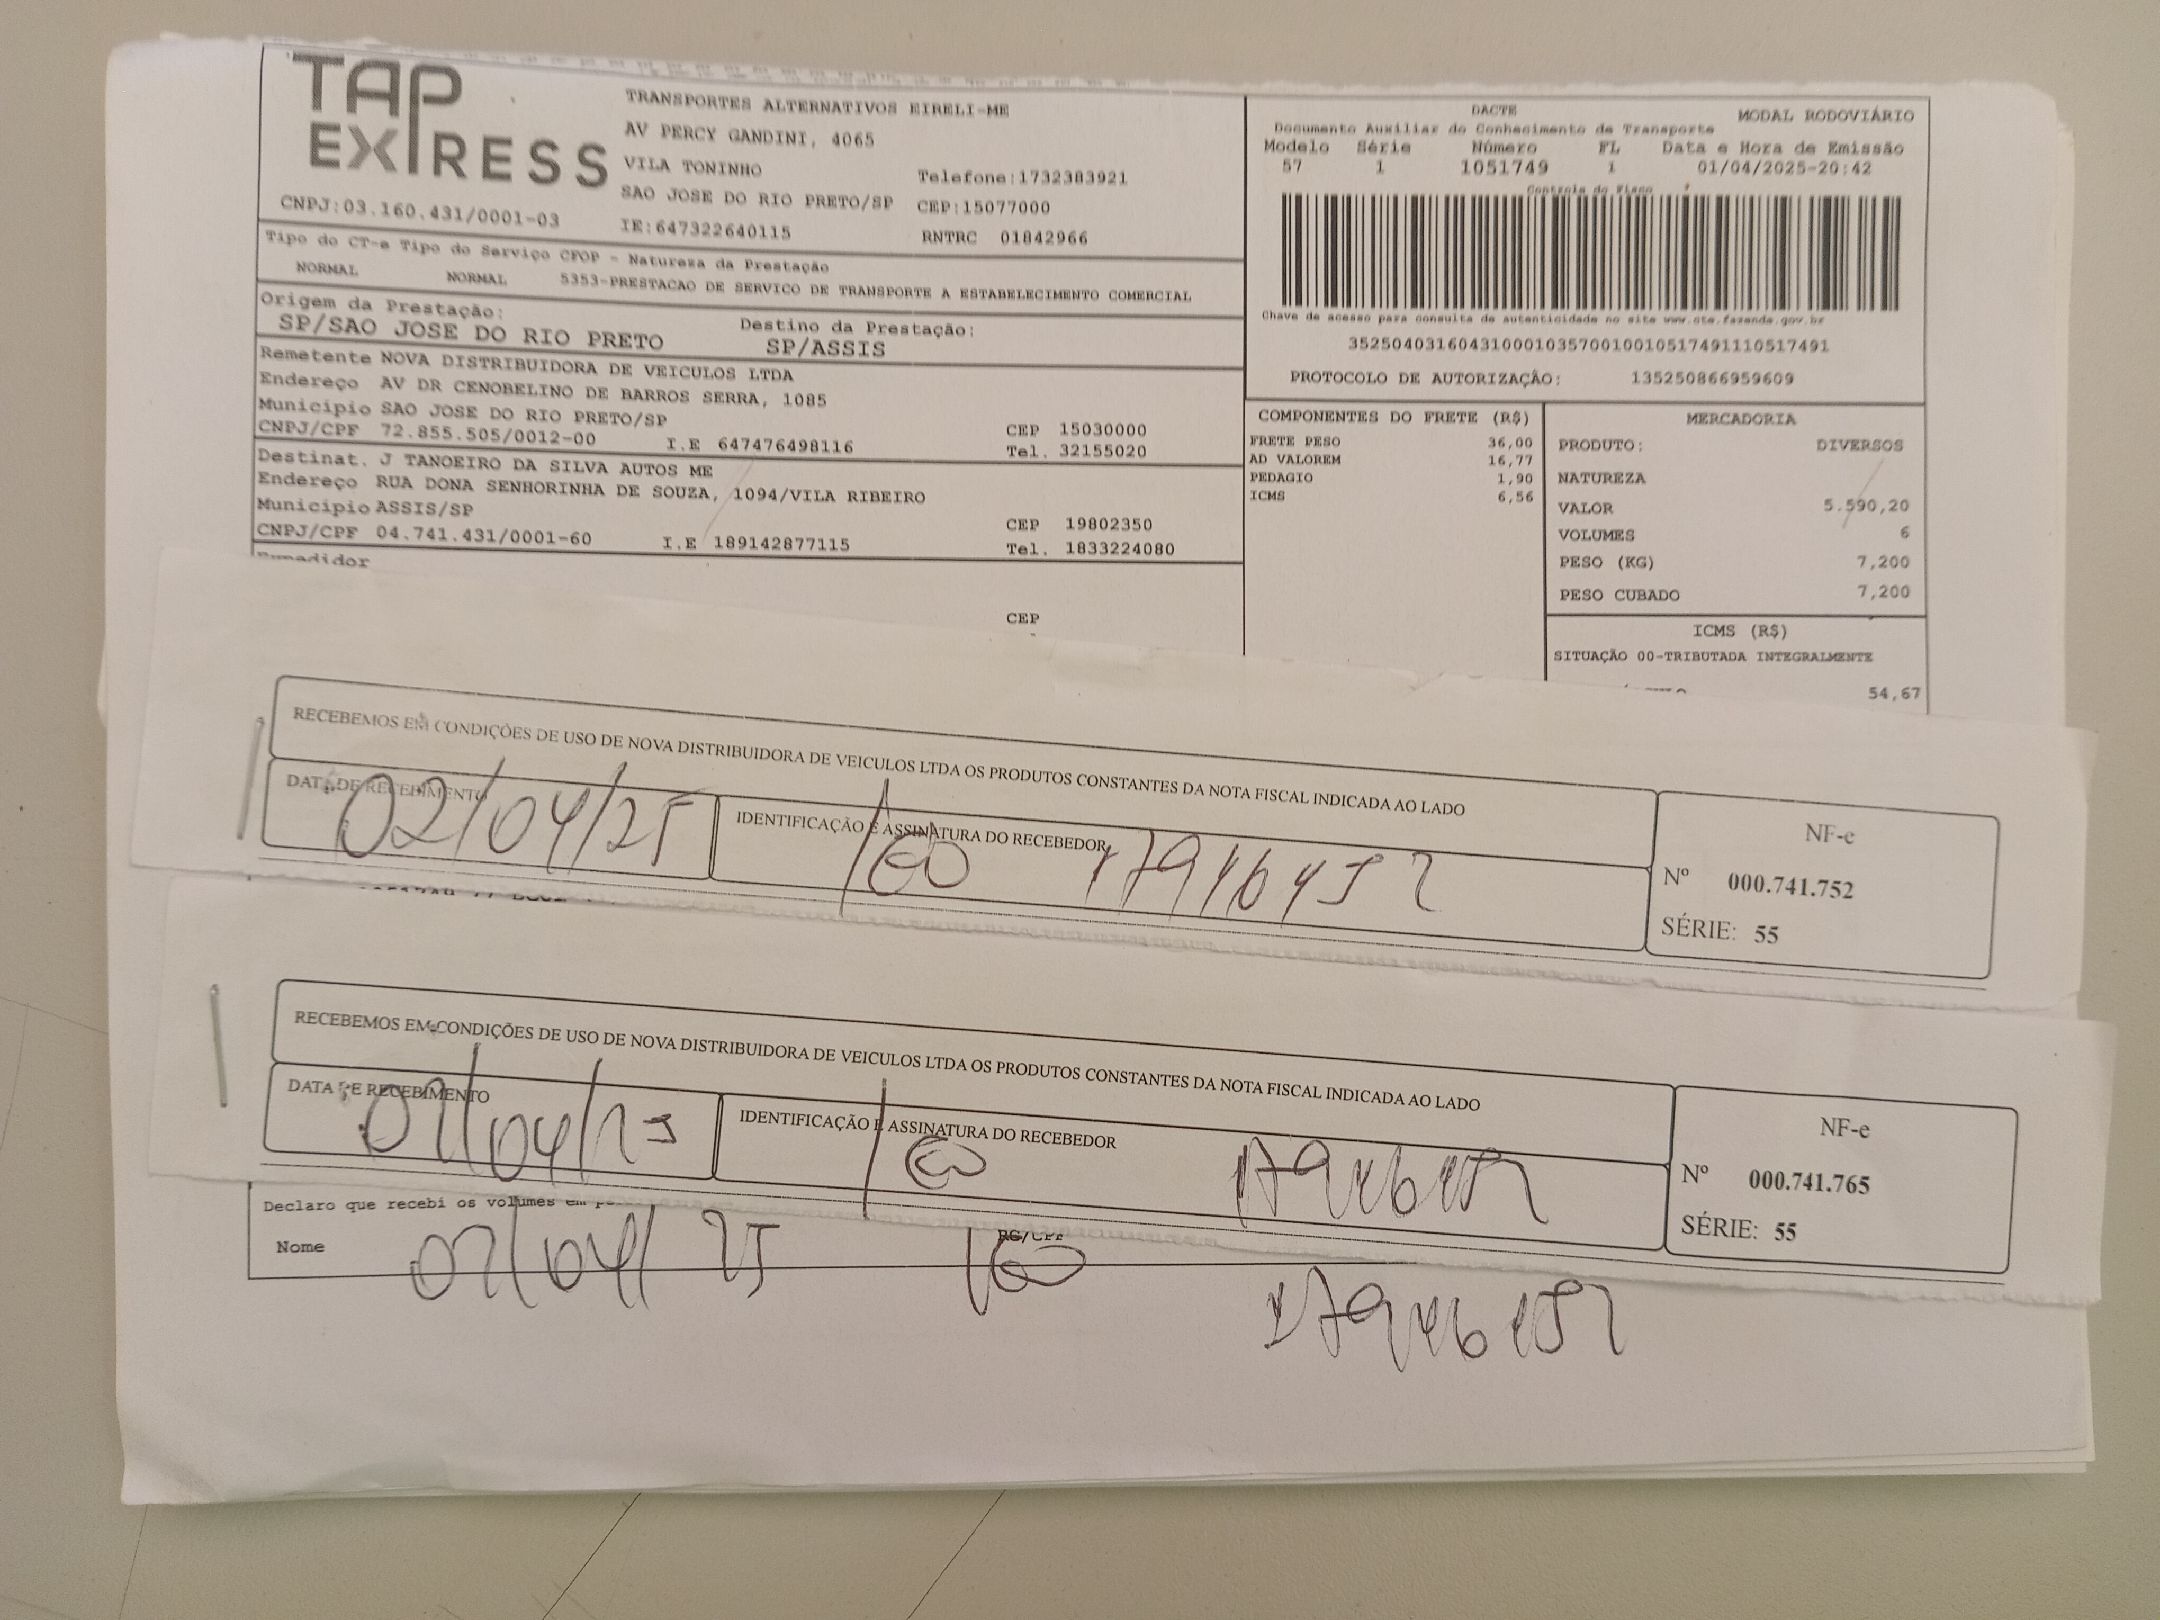 TAP
EXPRESS
TRANSPORTES ALTERNATIVOS EIRELI-ME
AV PERCY GANDINI, 4065
VILA TONINHO
Telefone:1732383921
SAO JOSE DO RIO PRETO/SP CEP:15077000
CNPJ:03.160.431/0001-03
IE:647322640115
RNTRC 01842966
DACTE
MODAL RODOVIÁRIO
Documento Auxiliar do Conhecimento de Transporte
Modelo Série Número FL Data e Hora de Emissão
57 1 1051749 1 01/04/2025-20:42
Controle do Fisco
Chave de acesso para consulta de autenticidade no site www.cte.fazenda.gov.br
35250403160431000103570010010517491110517491
PROTOCOLO DE AUTORIZAÇÃO: 135250866959609
Tipo do CT-e Tipo do Serviço CFOP - Natureza da Prestação
NORMAL NORMAL 5353-PRESTACAO DE SERVICO DE TRANSPORTE A ESTABELECIMENTO COMERCIAL
Origem da Prestação: Destino da Prestação:
SP/SAO JOSE DO RIO PRETO SP/ASSIS
Remetente NOVA DISTRIBUIDORA DE VEICULOS LTDA
Endereço AV DR CENOBELINO DE BARROS SERRA, 1085
Município SAO JOSE DO RIO PRETO/SP CEP 15030000
CNPJ/CPF 72.855.505/0012-00 I.E 647476498116 Tel. 32155020
Destinat. J TANOEIRO DA SILVA AUTOS ME
Endereço RUA DONA SENHORINHA DE SOUZA, 1094/VILA RIBEIRO
Município ASSIS/SP CEP 19802350
CNPJ/CPF 04.741.431/0001-60 I.E 189142877115 Tel. 1833224080
CEP
COMPONENTES DO FRETE (R$)
FRETE PESO 36,00
AD VALOREM 16,77
PEDAGIO 1,90
ICMS 6,56
MERCADORIA
PRODUTO: DIVERSOS
NATUREZA
VALOR 5.590,20
VOLUMES 6
PESO (KG) 7,200
PESO CUBADO 7,200
ICMS (R$)
SITUAÇÃO 00-TRIBUTADA INTEGRALMENTE
54,67
RECEBEMOS EM CONDIÇÕES DE USO DE NOVA DISTRIBUIDORA DE VEICULOS LTDA OS PRODUTOS CONSTANTES DA NOTA FISCAL INDICADA AO LADO
DATA DE RECEBIMENTO
02/04/25
IDENTIFICAÇÃO E ASSINATURA DO RECEBEDOR
NF-e
Nº 000.741.752
SÉRIE: 55
RECEBEMOS EM CONDIÇÕES DE USO DE NOVA DISTRIBUIDORA DE VEICULOS LTDA OS PRODUTOS CONSTANTES DA NOTA FISCAL INDICADA AO LADO
DATA DE RECEBIMENTO
02/04/25
IDENTIFICAÇÃO E ASSINATURA DO RECEBEDOR
NF-e
Nº 000.741.765
SÉRIE: 55
Declaro que recebi os volumes em
Nome
02/04/25
RG/CPF